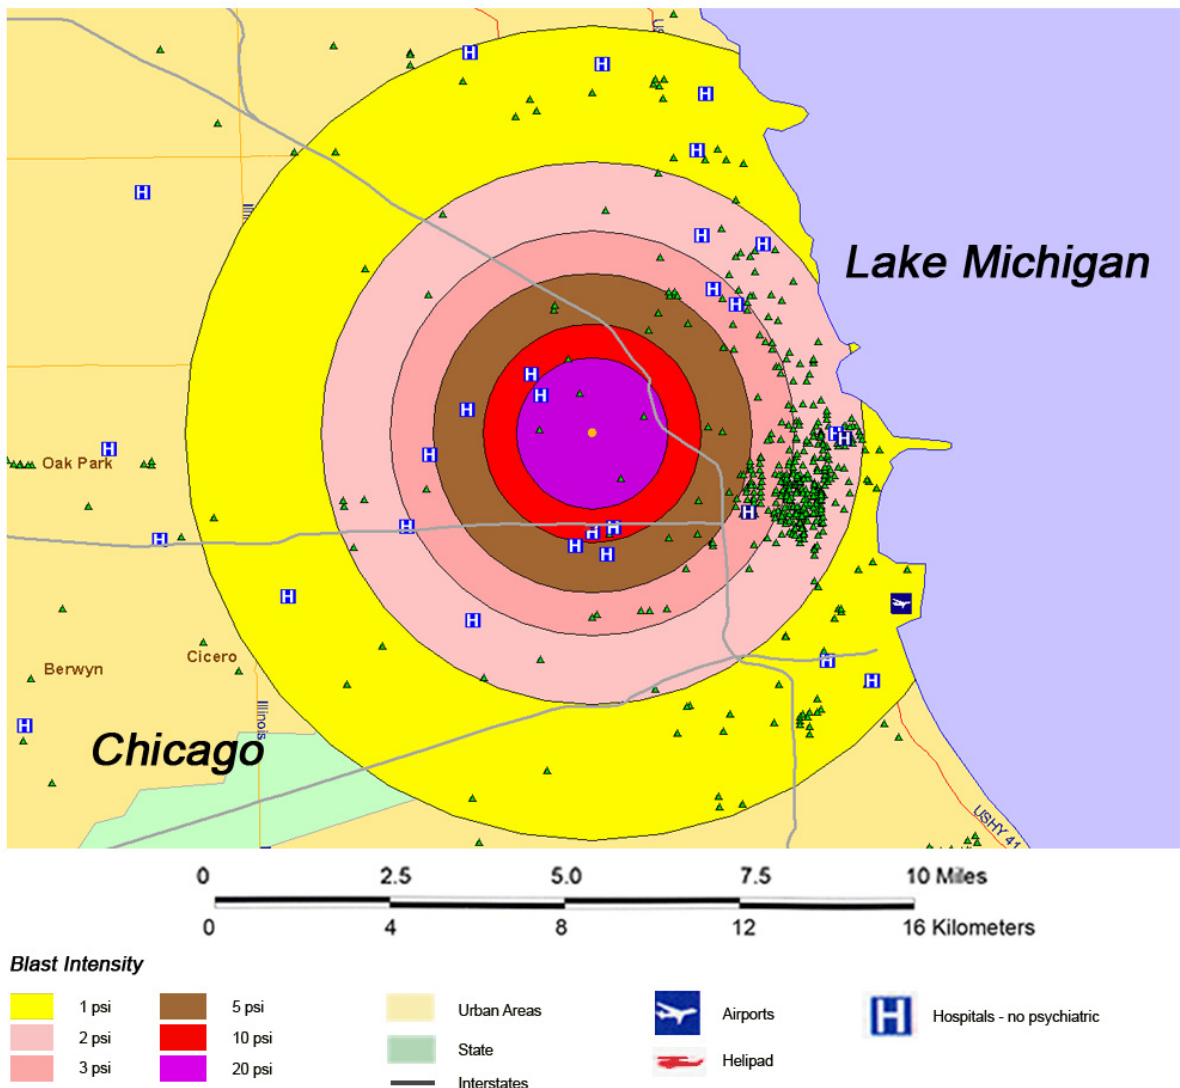 Lake Michigan
Oak Park
Cicero
Berwyn
Illinois
Chicago
USHY 41
0 2.5 5.0 7.5 10 Miles
0 4 8 12 16 Kilometers
Blast Intensity
1 psi
2 psi
3 psi
5 psi
10 psi
20 psi
Urban Areas
State
Interstates
Airports
Helipad
H Hospitals - no psychiatric